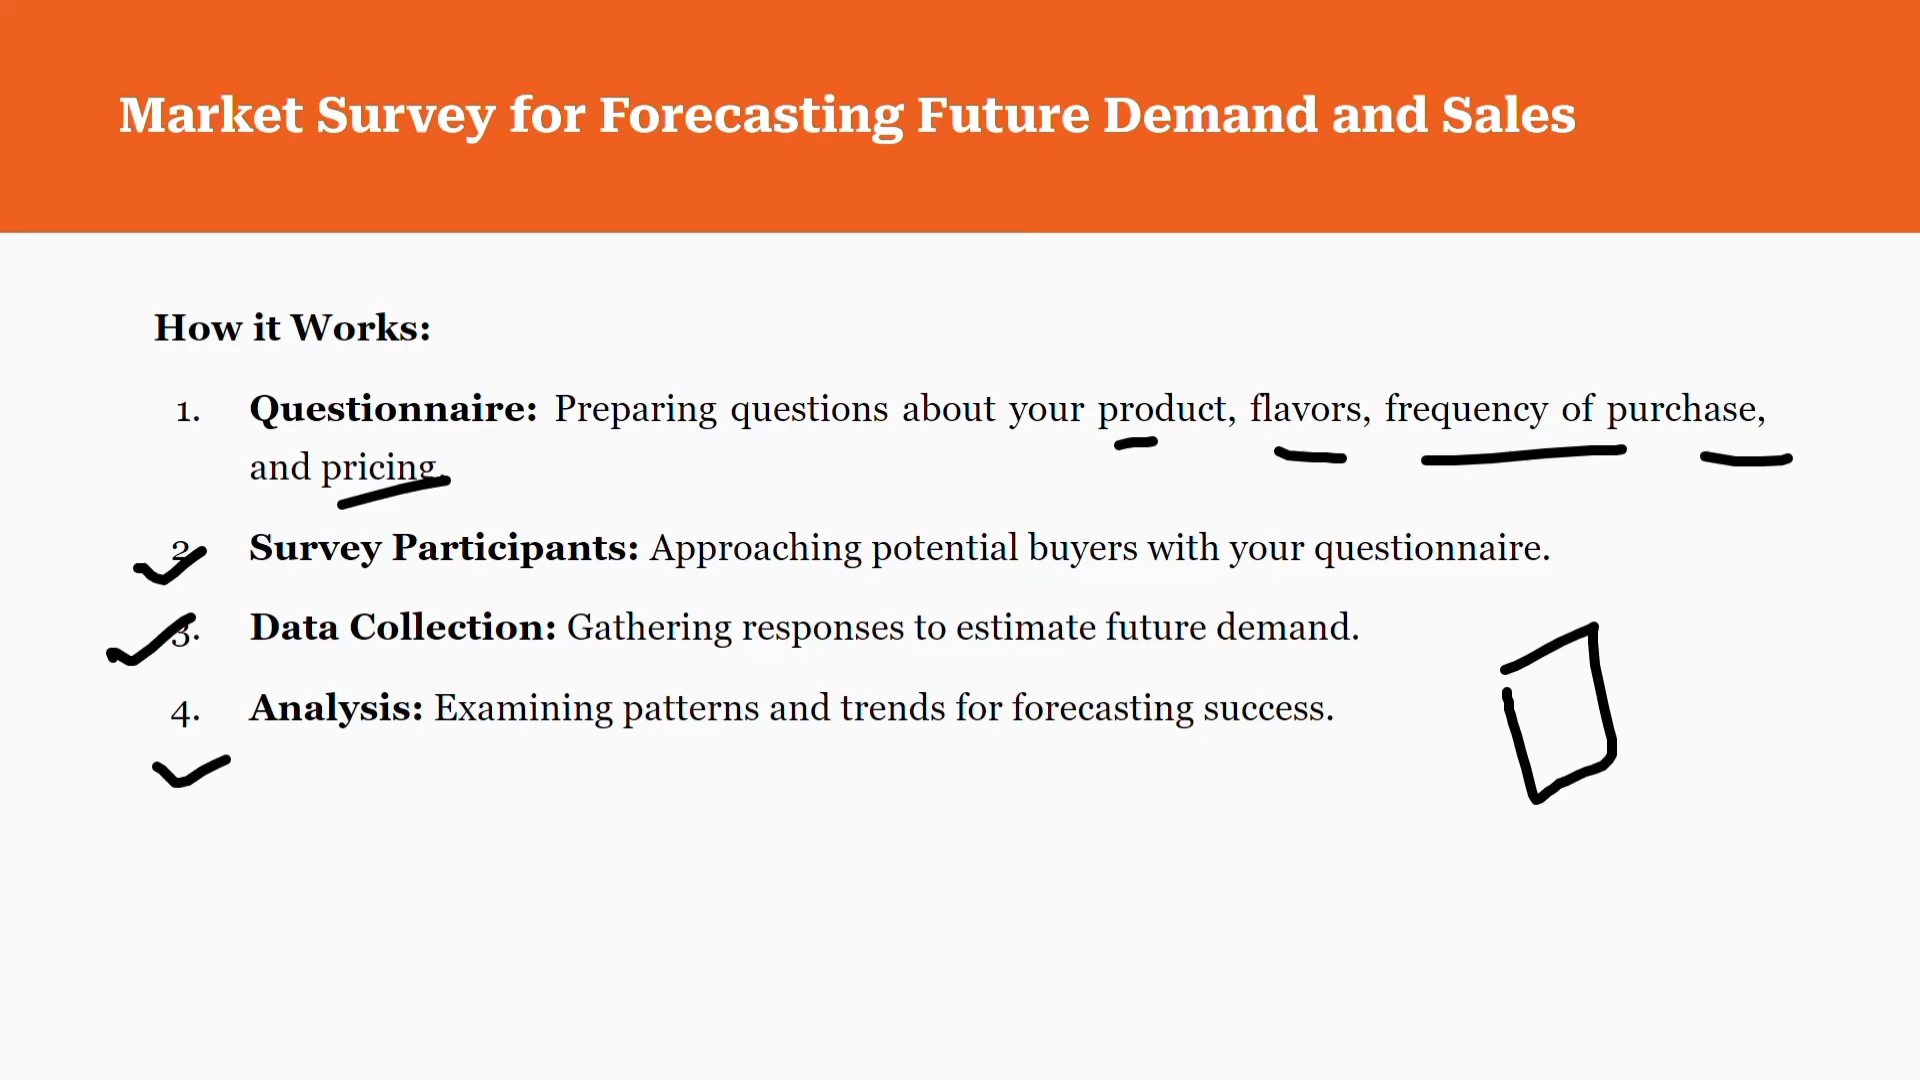 Market Survey for Forecasting Future Demand and Sales
How it Works:
1. Questionnaire: Preparing questions about your product, flavors, frequency of purchase,
and pricing.
2. Survey Participants: Approaching potential buyers with your questionnaire.
3. Data Collection: Gathering responses to estimate future demand.
4. Analysis: Examining patterns and trends for forecasting success.